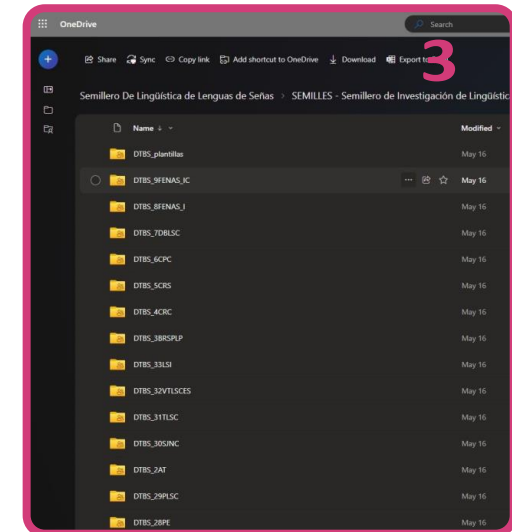 OneDrive
Search
3
Share Sync Copy link Add shortcut to OneDrive Download Export to
Semillero De Lingüística de Lenguas de Señas > SEMILLES - Semillero de Investigación de Lingüístic
Name Modified
DTBS_plantillas May 16
DTBS_9FENAS_IC May 16
DTBS_8FENAS_I May 16
DTBS_7DBLSC May 16
DTBS_6CPC May 16
DTBS_5CRS May 16
DTBS_4CRC May 16
DTBS_3BRSPLP May 16
DTBS_33LSI May 16
DTBS_32VTLSCES May 16
DTBS_31TLSC May 16
DTBS_30SJNC May 16
DTBS_2AT May 16
DTBS_29PLSC May 16
DTBS_28PE May 16